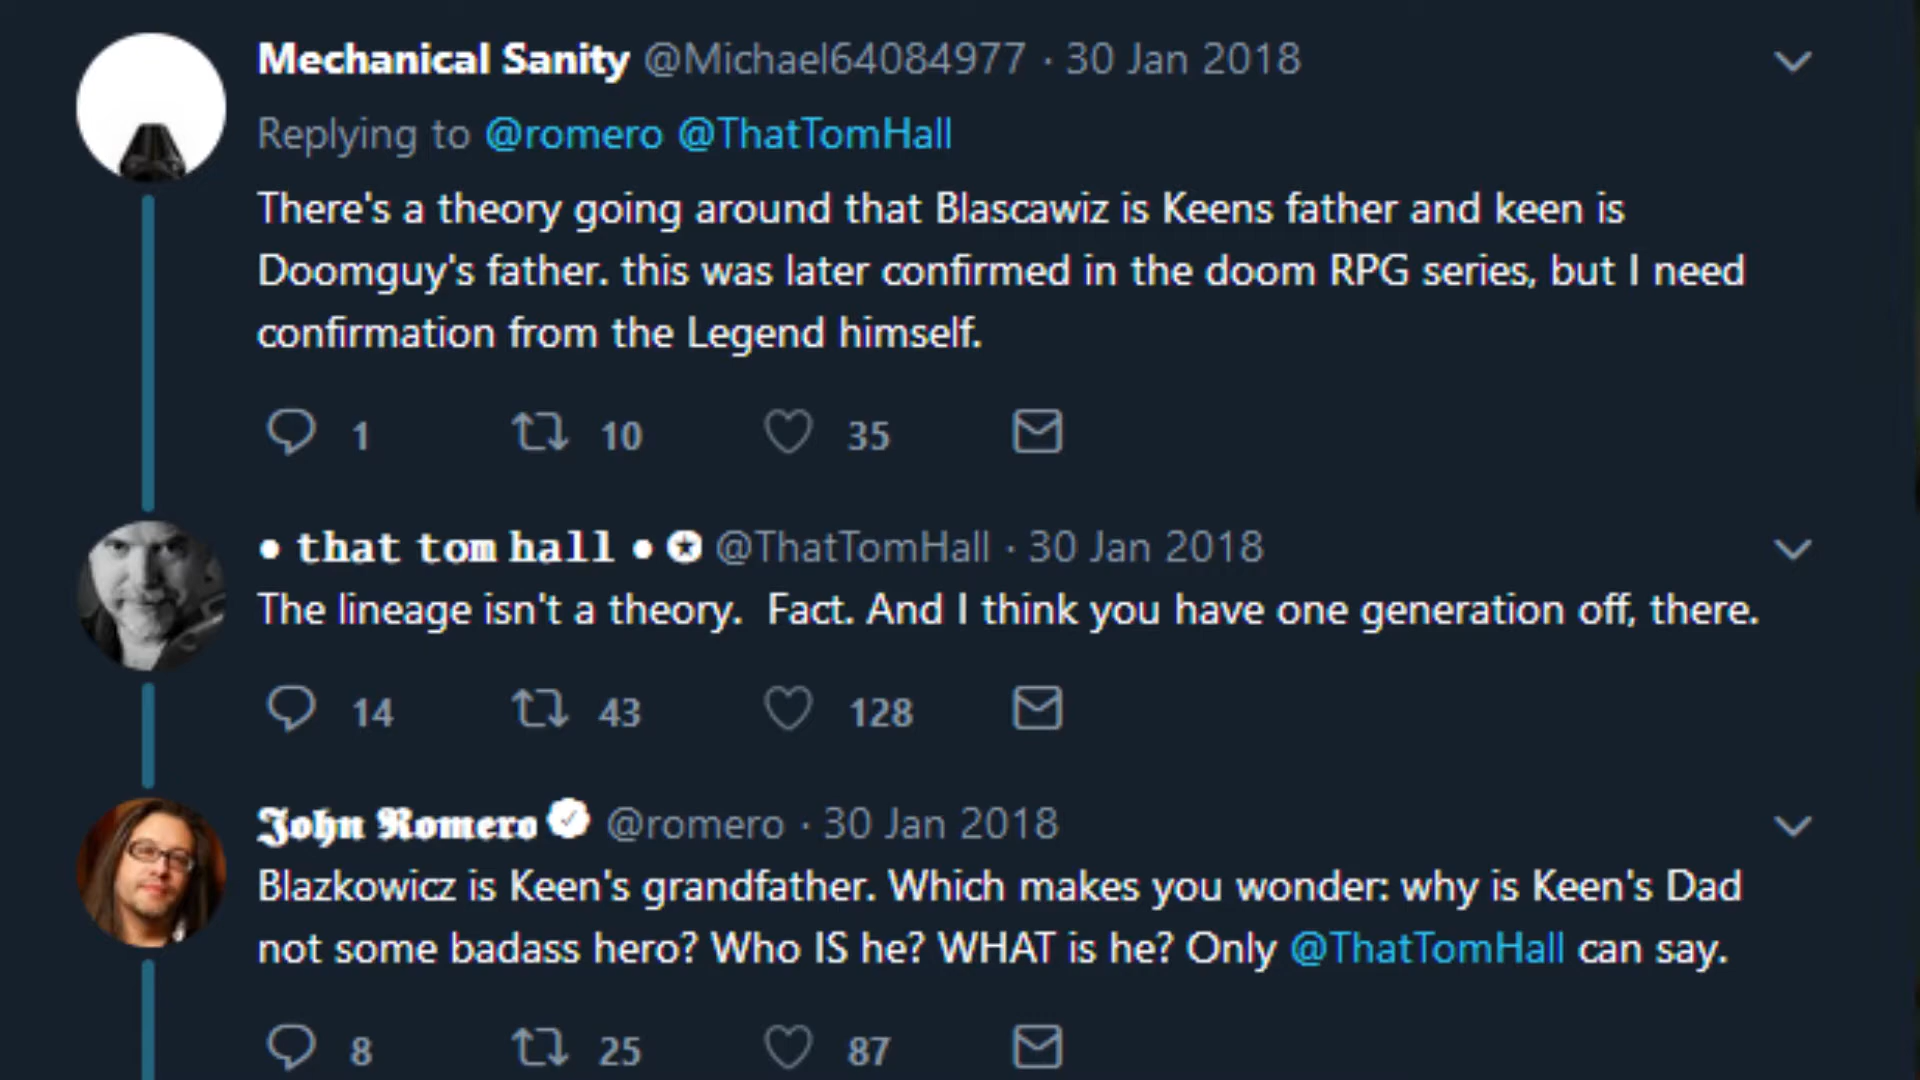 Mechanical Sanity @Michael64084977 · 30 Jan 2018
Replying to @romero @ThatTomHall
There's a theory going around that Blascawiz is Keens father and keen is
Doomguy's father. this was later confirmed in the doom RPG series, but I need
confirmation from the Legend himself.
1 10 35
• that tom hall • @ThatTomHall · 30 Jan 2018
The lineage isn't a theory.  Fact. And I think you have one generation off, there.
14 43 128
John Romero @romero · 30 Jan 2018
Blazkowicz is Keen's grandfather. Which makes you wonder: why is Keen's Dad
not some badass hero? Who IS he? WHAT is he? Only @ThatTomHall can say.
8 25 87